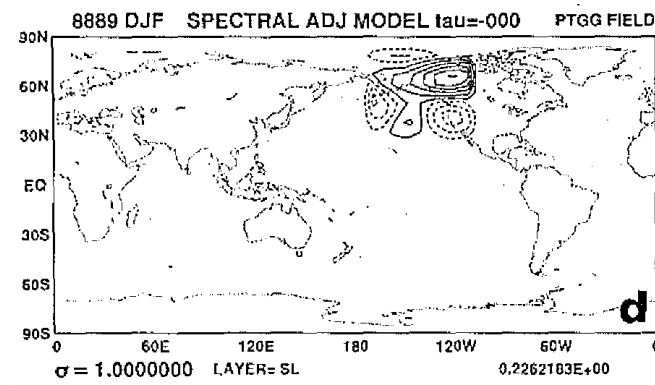 8889 DJF SPECTRAL ADJ MODEL tau=-000 PTGG FIELD
90N
60N
30N
EQ
30S
60S
90S
d
0 60E 120E 180 120W 60W
σ = 1.0000000 LAYER= SL 0.2262183E+00